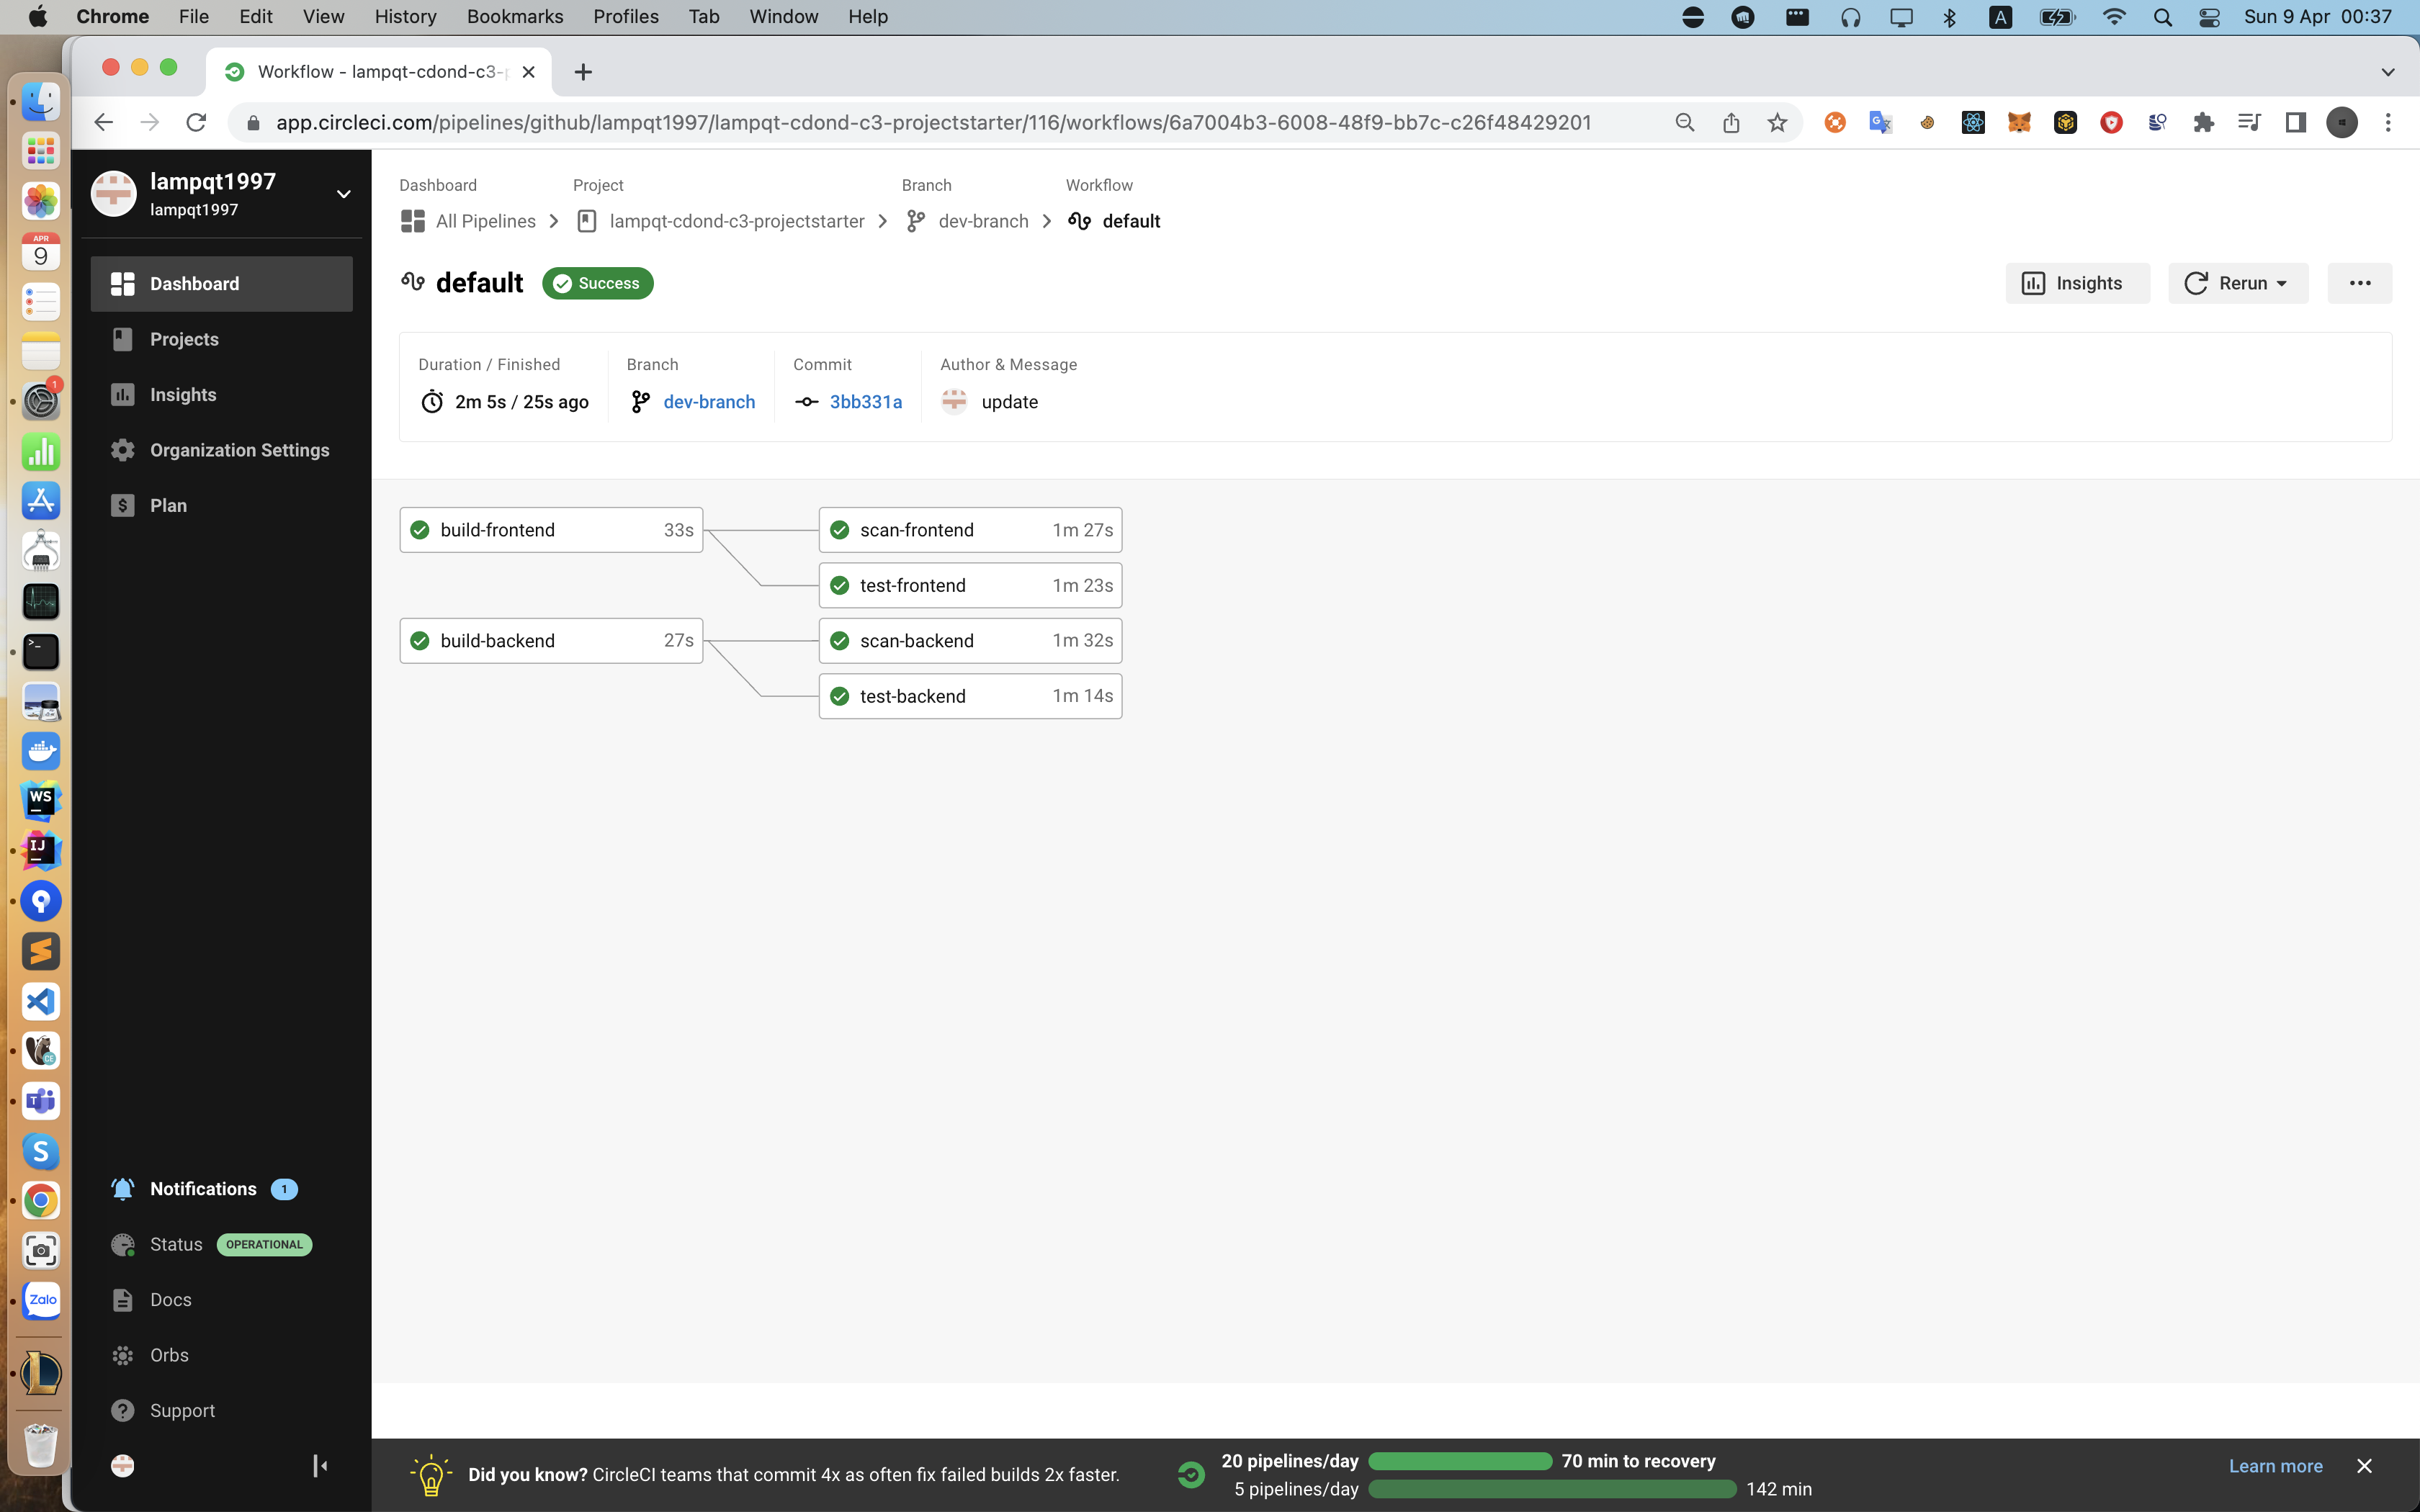 Chrome File Edit View History Bookmarks Profiles Tab Window Help A Sun 9 Apr 00:37
Workflow - lampqt-cdond-c3-p
app.circleci.com/pipelines/github/lampqt1997/lampqt-cdond-c3-projectstarter/116/workflows/6a7004b3-6008-48f9-bb7c-c26f48429201
APR
9
1
>_
WS
IJ
CE
T
S
Zalo
L
lampqt1997
lampqt1997
Dashboard
Projects
Insights
Organization Settings
Plan
Notifications 1
Status OPERATIONAL
Docs
Orbs
Support
Dashboard Project Branch Workflow
All Pipelines lampqt-cdond-c3-projectstarter dev-branch default
default Success Insights Rerun
Duration / Finished Branch Commit Author & Message
2m 5s / 25s ago dev-branch 3bb331a update
build-frontend 33s scan-frontend 1m 27s
test-frontend 1m 23s
build-backend 27s scan-backend 1m 32s
test-backend 1m 14s
Did you know? CircleCI teams that commit 4x as often fix failed builds 2x faster.
20 pipelines/day 70 min to recovery
5 pipelines/day 142 min
Learn more